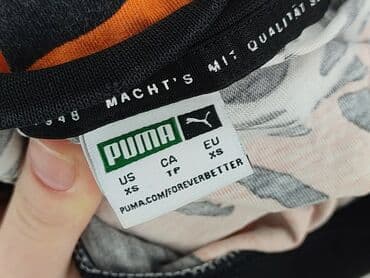 1948 MACHT'S MIT QUALITÄT
PUMA
US CA EU
XS TP XS
PUMA.COM/FOREVERBETTER